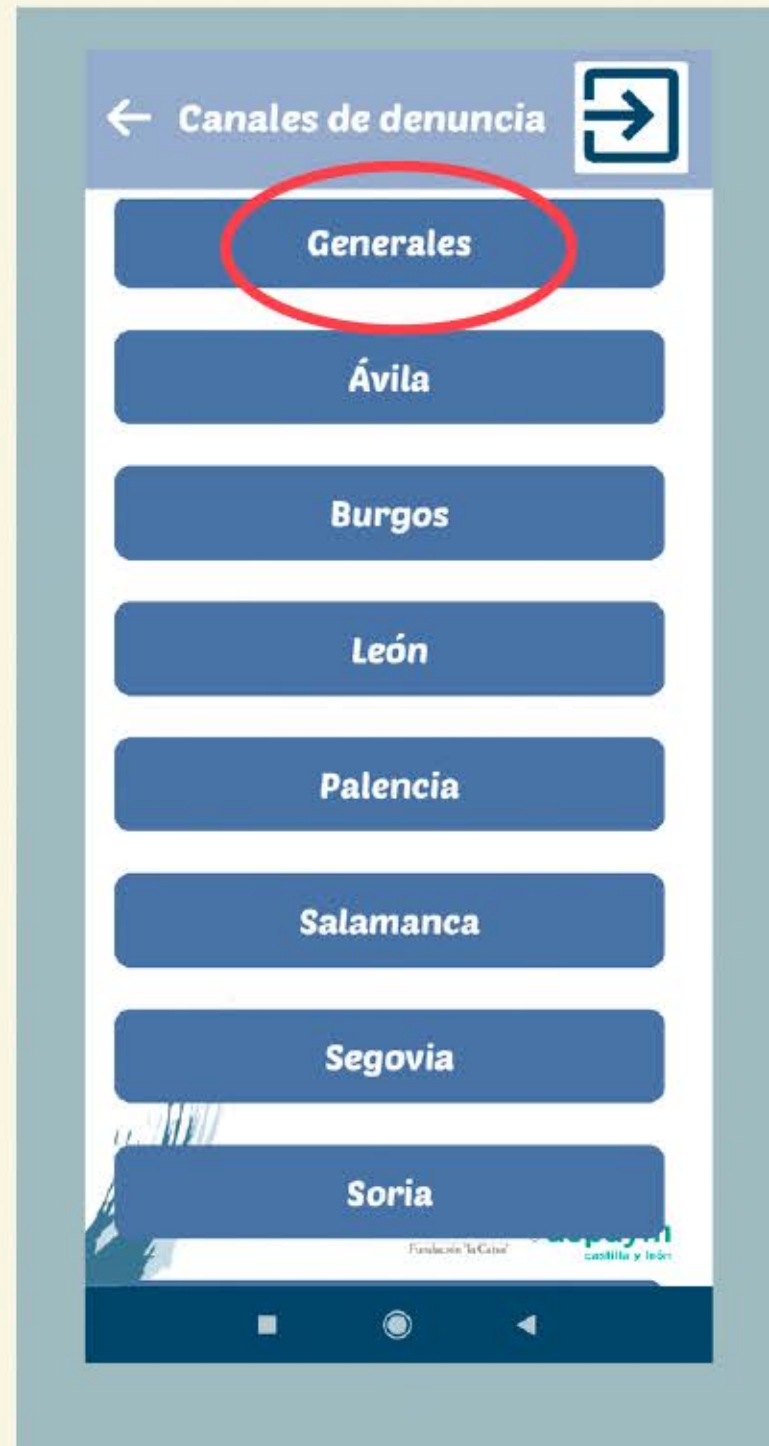 Canales de denuncia
Generales
Ávila
Burgos
León
Palencia
Salamanca
Segovia
Soria
Fundación "la Caixa"
castilla y león